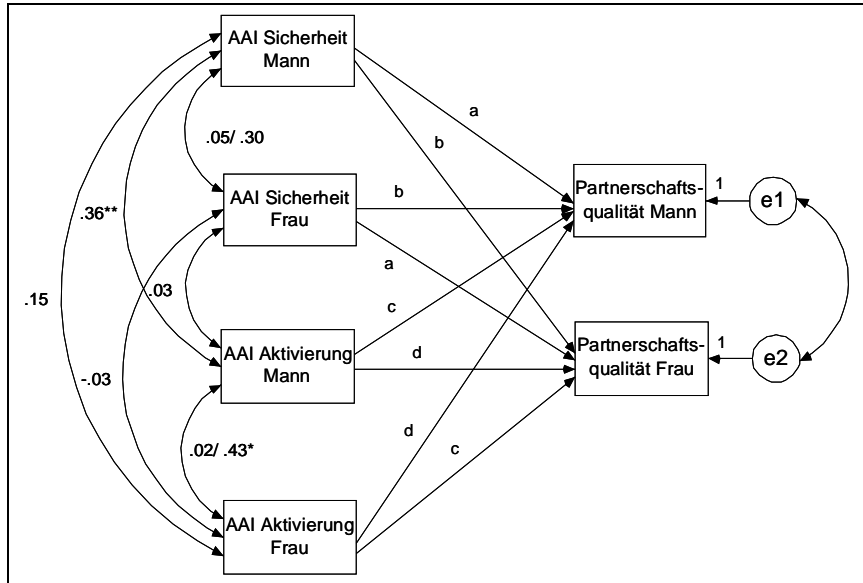 AAI Sicherheit
Mann
a
.05/ .30
b
Partnerschafts-
qualität Mann
1
e1
AAI Sicherheit
Frau
b
.36**
a
.03
c
.15
AAI Aktivierung
Mann
d
Partnerschafts-
qualität Frau
1
e2
-.03
d
c
.02/ .43*
AAI Aktivierung
Frau